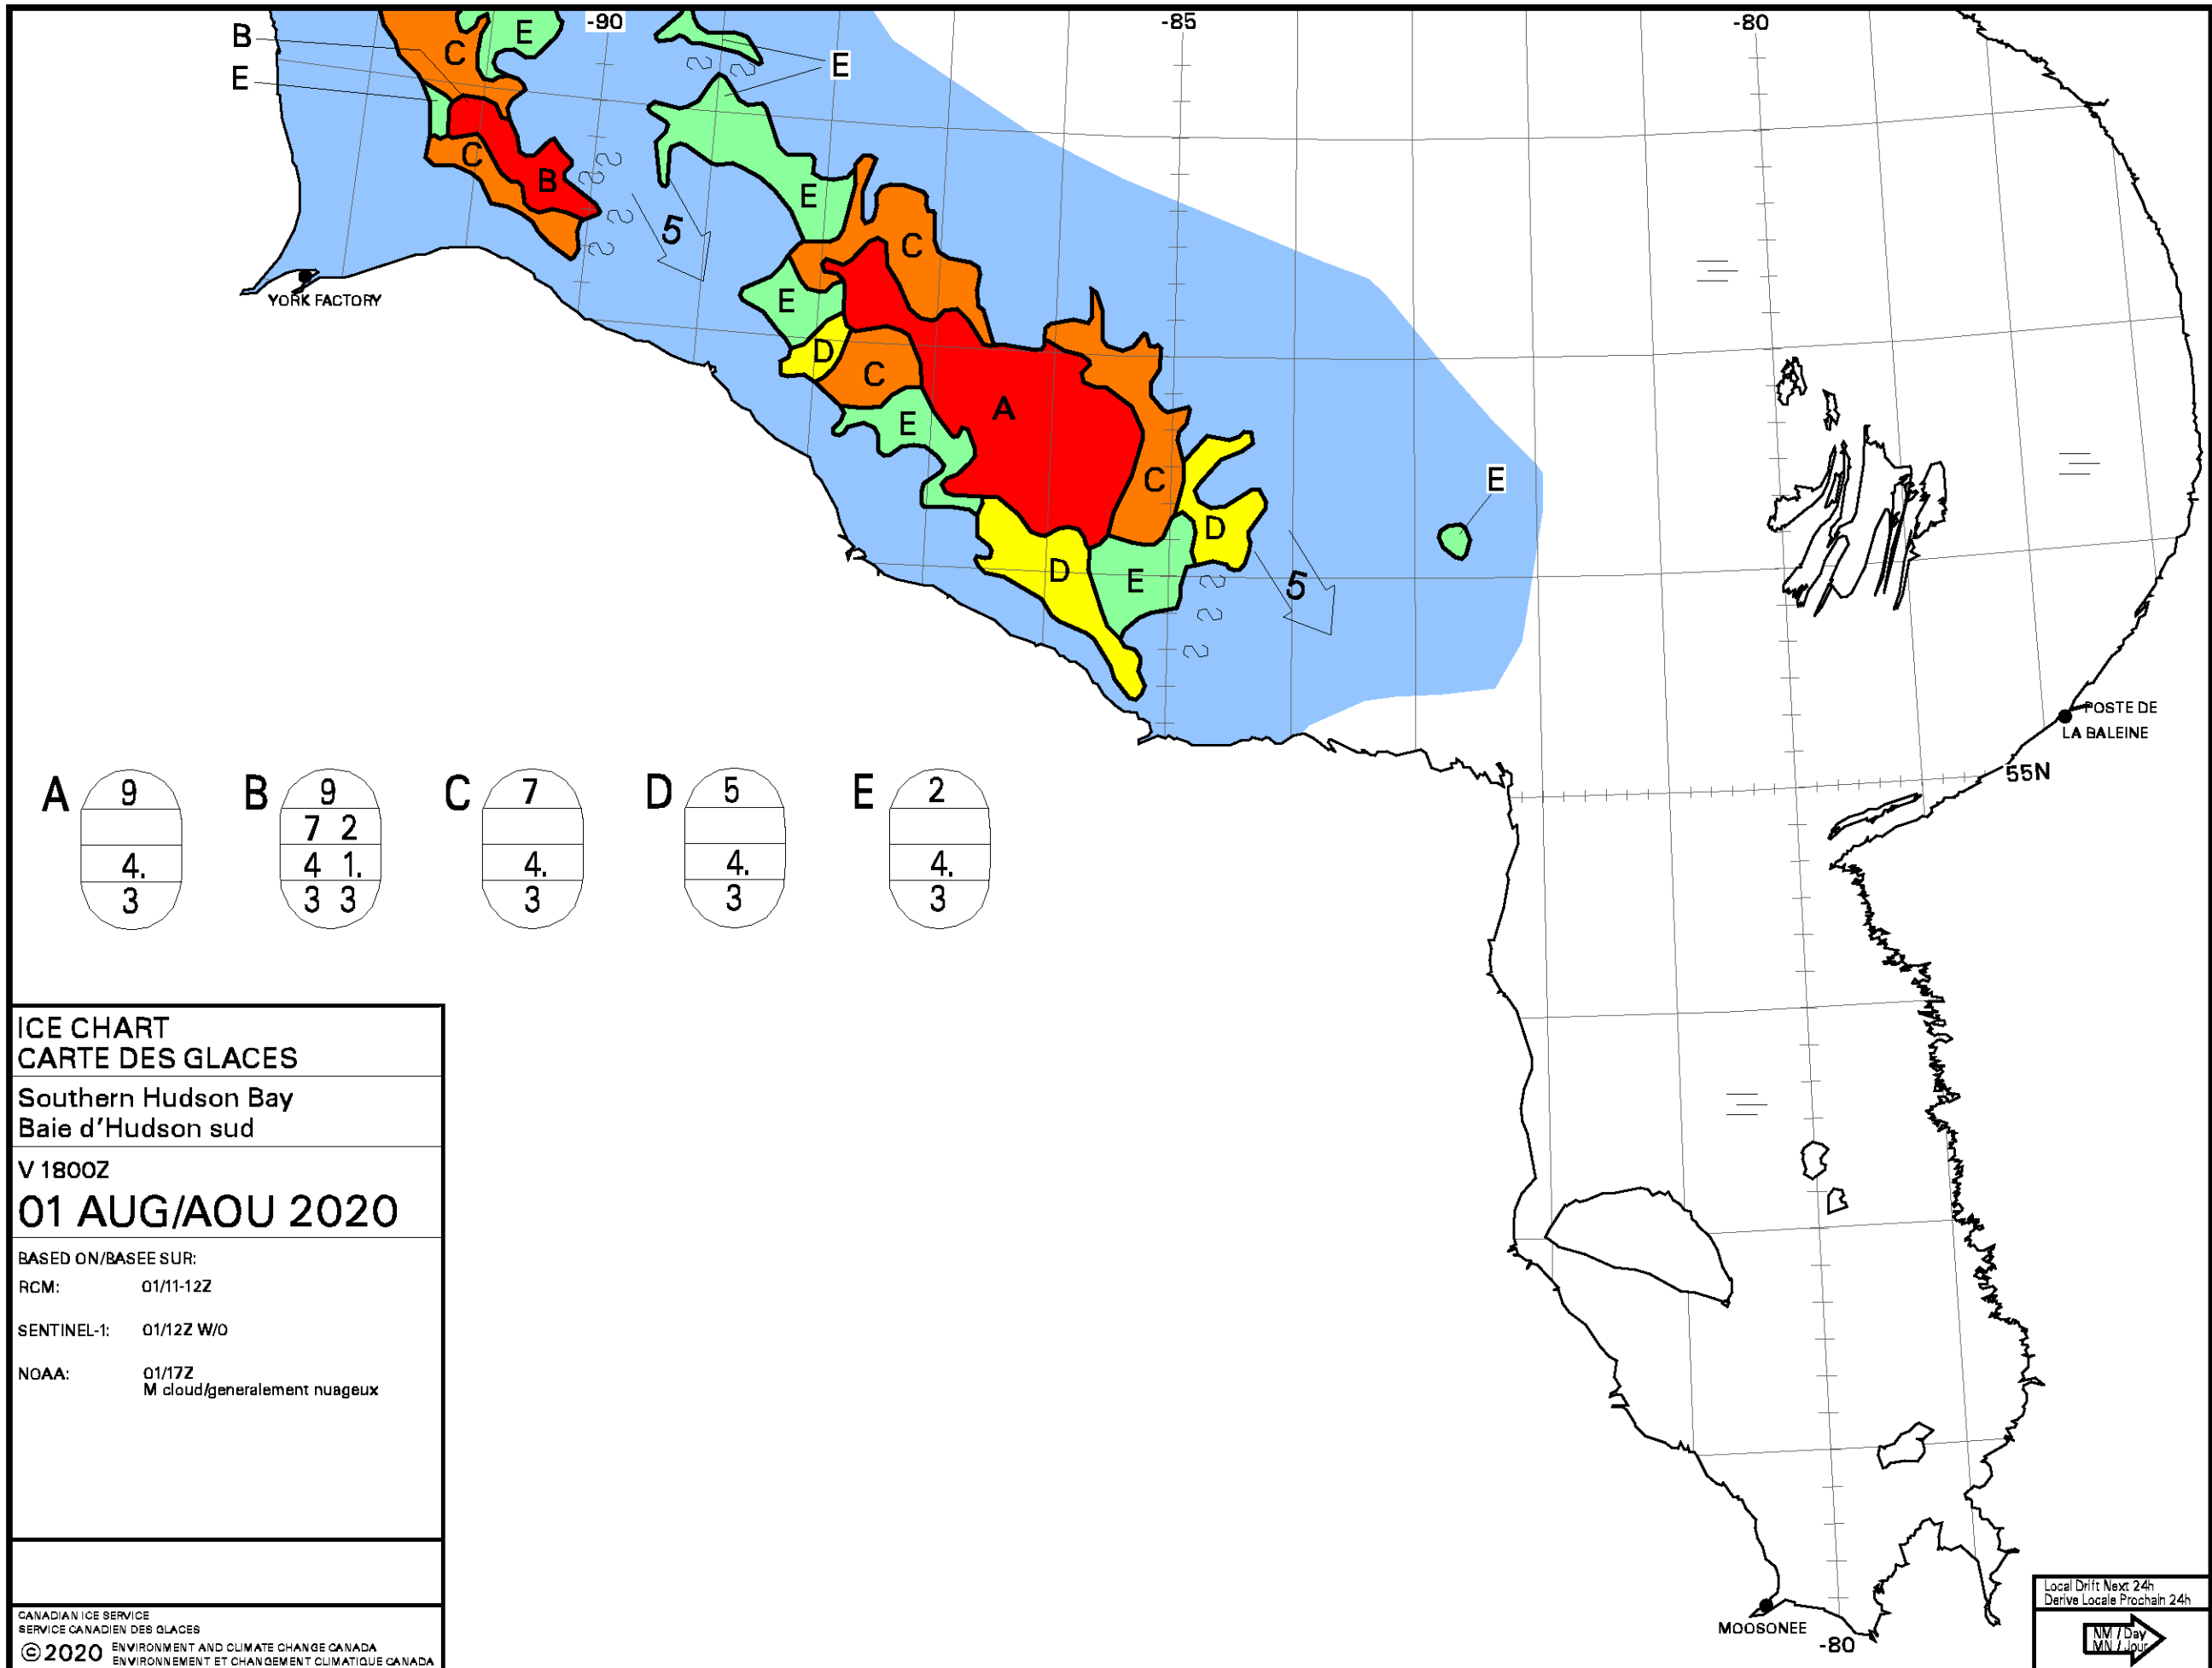 -90
-85
-80
B
E
C
E
E
C
B
5
E
C
E
D
C
E
A
C
D
D
E
5
E
YORK FACTORY
POSTE DE
LA BALEINE
55N
A
9
4.
3
B
9
7 2
4 1.
3 3
C
7
4.
3
D
5
4.
3
E
2
4.
3
ICE CHART
CARTE DES GLACES
Southern Hudson Bay
Baie d'Hudson sud
V 1800Z
01 AUG/AOU 2020
BASED ON/BASEE SUR:
RCM: 01/11-12Z
SENTINEL-1: 01/12Z W/O
NOAA: 01/17Z
M cloud/generalement nuageux
CANADIAN ICE SERVICE
SERVICE CANADIEN DES GLACES
©2020 ENVIRONMENT AND CLIMATE CHANGE CANADA
ENVIRONNEMENT ET CHANGEMENT CLIMATIQUE CANADA
MOOSONEE
-80
Local Drift Next 24h
Derive Locale Prochain 24h
NM / Day
MN / Jour